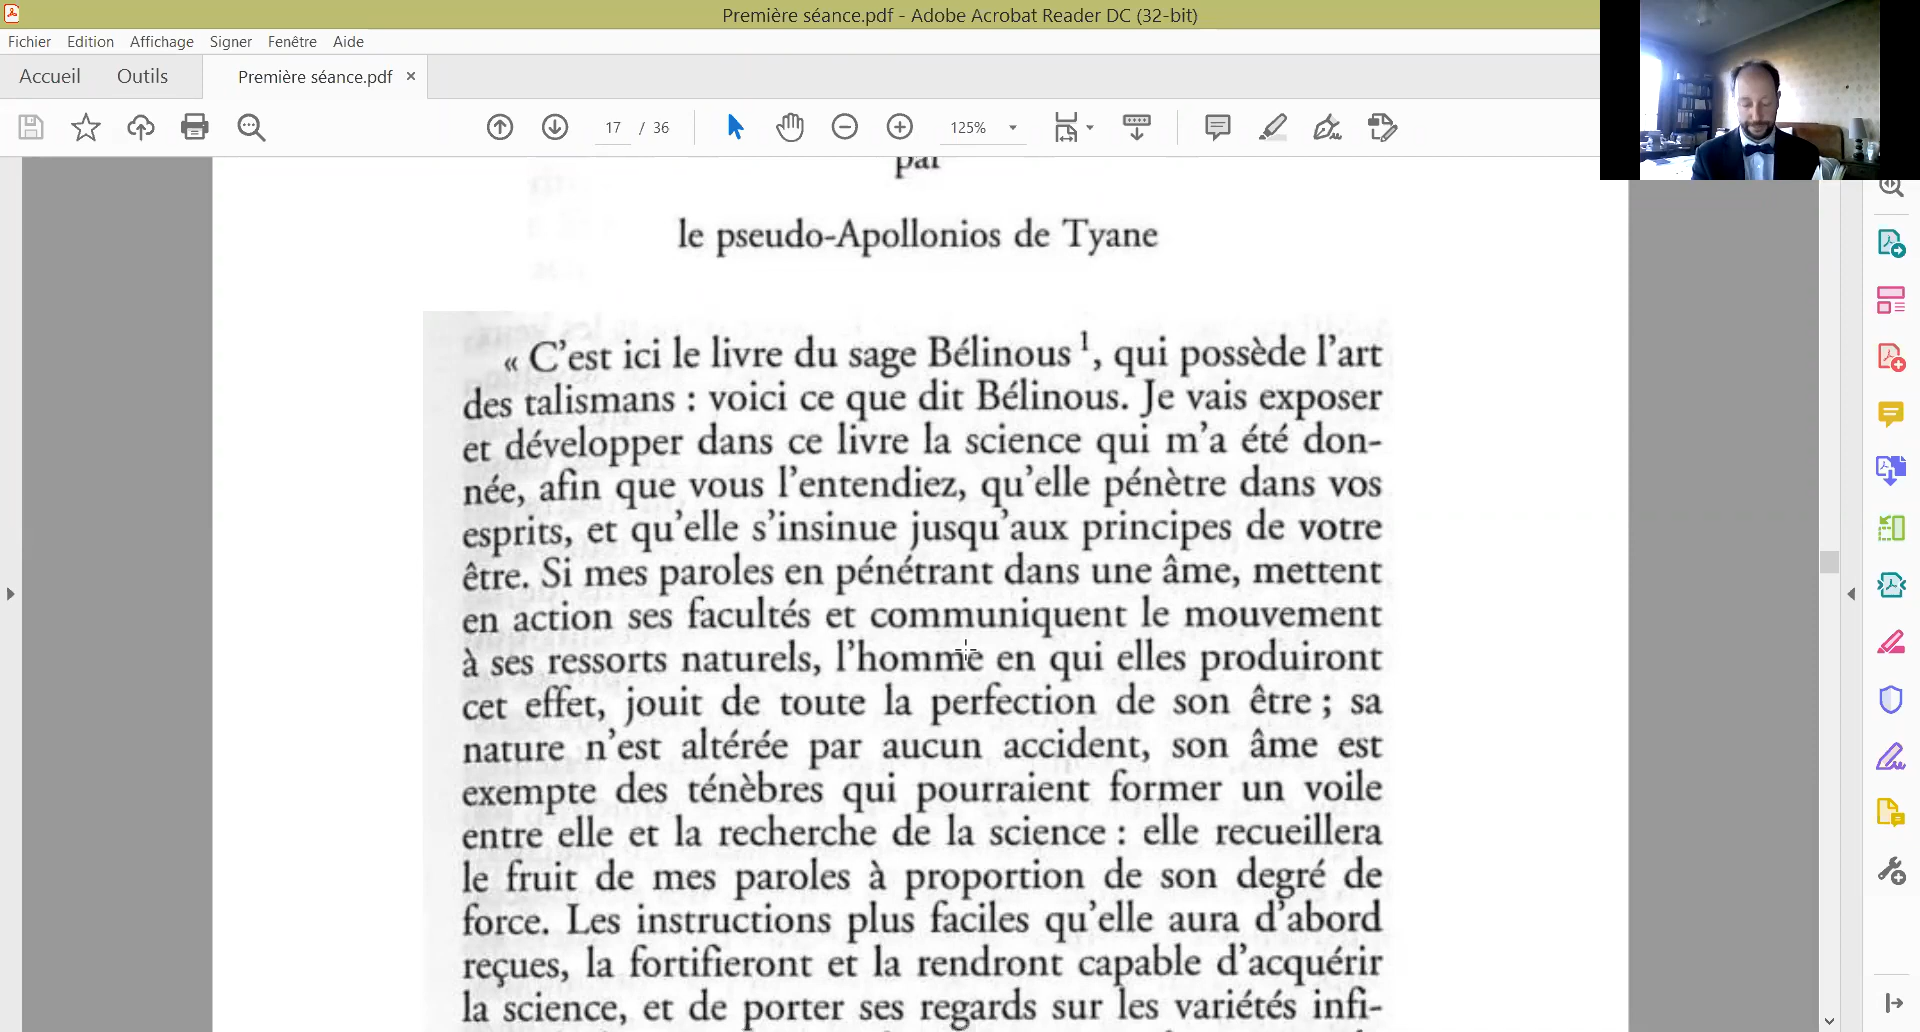 Première séance.pdf - Adobe Acrobat Reader DC (32-bit)
Fichier Edition Affichage Signer Fenêtre Aide
Accueil Outils Première séance.pdf ×
17 / 36 125%
par
le pseudo-Apollonios de Tyane
« C’est ici le livre du sage Bélinous 1, qui possède l’art
des talismans : voici ce que dit Bélinous. Je vais exposer
et développer dans ce livre la science qui m’a été don-
née, afin que vous l’entendiez, qu’elle pénètre dans vos
esprits, et qu’elle s’insinue jusqu’aux principes de votre
être. Si mes paroles en pénétrant dans une âme, mettent
en action ses facultés et communiquent le mouvement
à ses ressorts naturels, l’homme en qui elles produiront
cet effet, jouit de toute la perfection de son être ; sa
nature n’est altérée par aucun accident, son âme est
exempte des ténèbres qui pourraient former un voile
entre elle et la recherche de la science : elle recueillera
le fruit de mes paroles à proportion de son degré de
force. Les instructions plus faciles qu’elle aura d’abord
reçues, la fortifieront et la rendront capable d’acquérir
la science, et de porter ses regards sur les variétés infi-